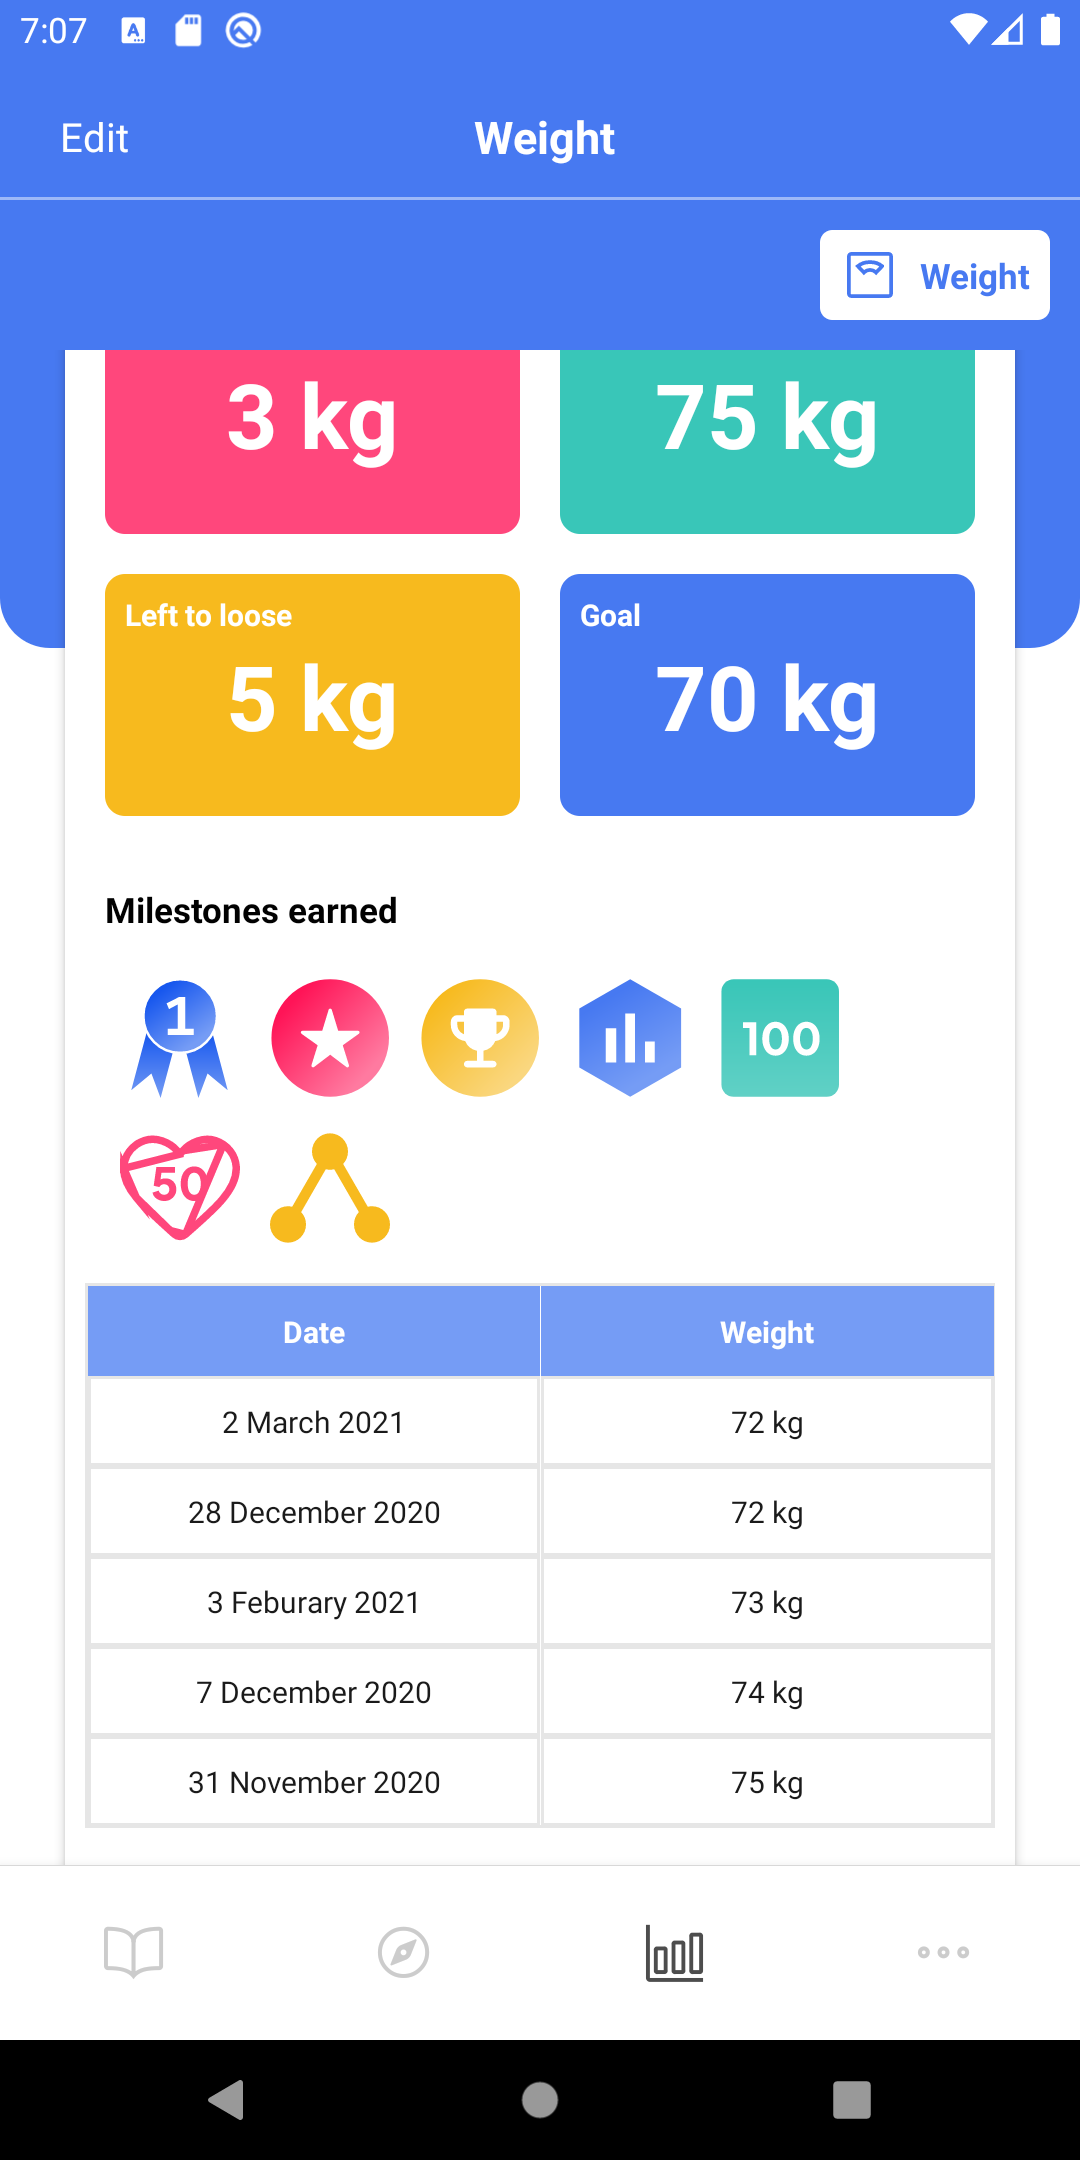 7:07
Edit
Weight
Weight
3 kg
75 kg
Left to loose
5 kg
Goal
70 kg
Milestones earned
1
100
50
Date
Weight
2 March 2021
72 kg
28 December 2020
72 kg
3 Feburary 2021
73 kg
7 December 2020
74 kg
31 November 2020
75 kg